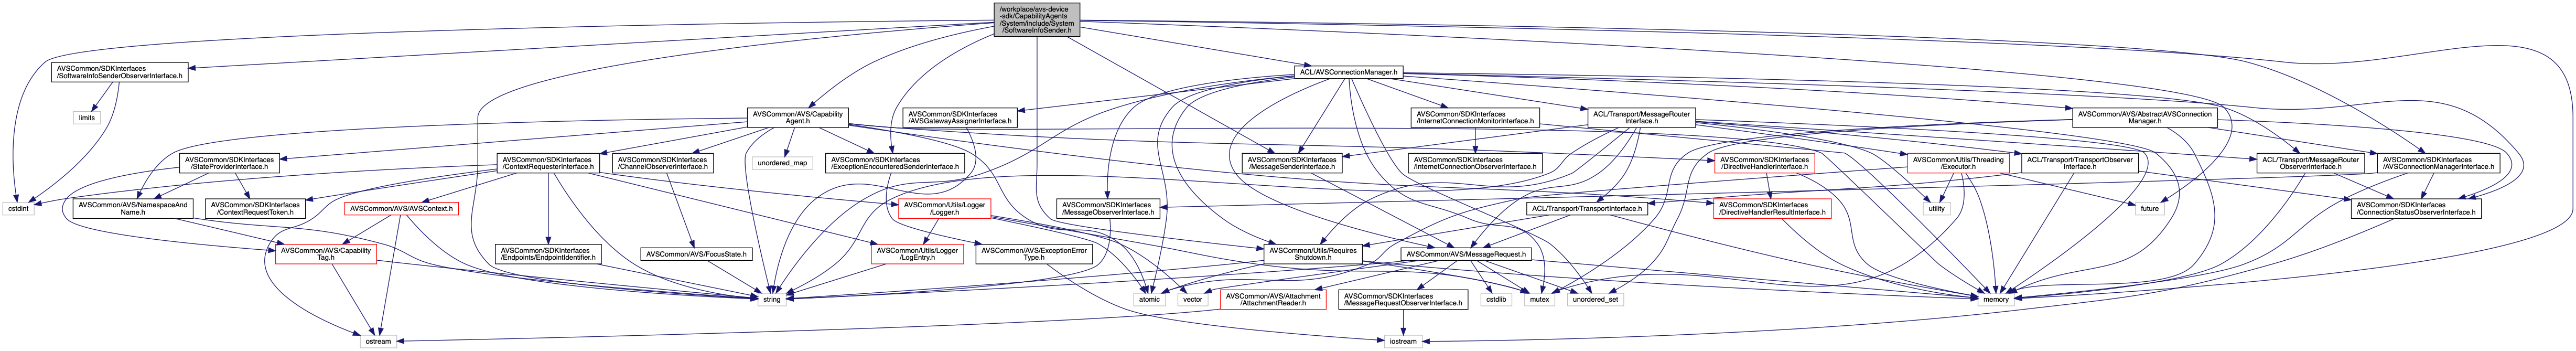 /workplace/avs-device
-sdk/CapabilityAgents
/System/include/System
/SoftwareInfoSender.h
AVSCommon/SDKInterfaces
/SoftwareInfoSenderObserverInterface.h
ACL/AVSConnectionManager.h
limits
AVSCommon/AVS/Capability
Agent.h
AVSCommon/SDKInterfaces
/AVSGatewayAssignerInterface.h
AVSCommon/SDKInterfaces
/InternetConnectionMonitorInterface.h
ACL/Transport/MessageRouter
Interface.h
AVSCommon/AVS/AbstractAVSConnection
Manager.h
AVSCommon/SDKInterfaces
/StateProviderInterface.h
AVSCommon/SDKInterfaces
/ContextRequesterInterface.h
AVSCommon/SDKInterfaces
/ChannelObserverInterface.h
unordered_map
AVSCommon/SDKInterfaces
/ExceptionEncounteredSenderInterface.h
AVSCommon/SDKInterfaces
/MessageSenderInterface.h
AVSCommon/SDKInterfaces
/InternetConnectionObserverInterface.h
AVSCommon/SDKInterfaces
/DirectiveHandlerInterface.h
AVSCommon/Utils/Threading
/Executor.h
ACL/Transport/TransportObserver
Interface.h
ACL/Transport/MessageRouter
ObserverInterface.h
AVSCommon/SDKInterfaces
/AVSConnectionManagerInterface.h
cstdint
AVSCommon/AVS/NamespaceAnd
Name.h
AVSCommon/SDKInterfaces
/ContextRequestToken.h
AVSCommon/AVS/AVSContext.h
AVSCommon/Utils/Logger
/Logger.h
AVSCommon/SDKInterfaces
/MessageObserverInterface.h
ACL/Transport/TransportInterface.h
AVSCommon/SDKInterfaces
/DirectiveHandlerResultInterface.h
utility
future
AVSCommon/SDKInterfaces
/ConnectionStatusObserverInterface.h
AVSCommon/AVS/Capability
Tag.h
AVSCommon/SDKInterfaces
/Endpoints/EndpointIdentifier.h
AVSCommon/AVS/FocusState.h
AVSCommon/Utils/Logger
/LogEntry.h
AVSCommon/AVS/ExceptionError
Type.h
AVSCommon/Utils/Requires
Shutdown.h
AVSCommon/AVS/MessageRequest.h
string
atomic
vector
AVSCommon/AVS/Attachment
/AttachmentReader.h
AVSCommon/SDKInterfaces
/MessageRequestObserverInterface.h
cstdlib
mutex
unordered_set
memory
ostream
iostream